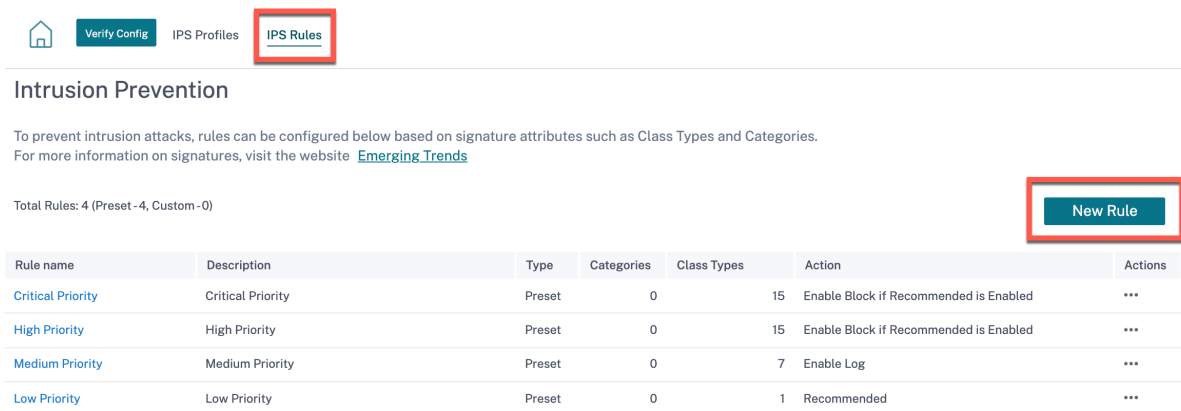 Verify Config IPS Profiles IPS Rules
Intrusion Prevention
To prevent intrusion attacks, rules can be configured below based on signature attributes such as Class Types and Categories.
For more information on signatures, visit the website Emerging Trends
Total Rules: 4 (Preset - 4, Custom - 0)
New Rule
Rule name Description Type Categories Class Types Action Actions
Critical Priority Critical Priority Preset 0 15 Enable Block if Recommended is Enabled •••
High Priority High Priority Preset 0 15 Enable Block if Recommended is Enabled •••
Medium Priority Medium Priority Preset 0 7 Enable Log •••
Low Priority Low Priority Preset 0 1 Recommended •••